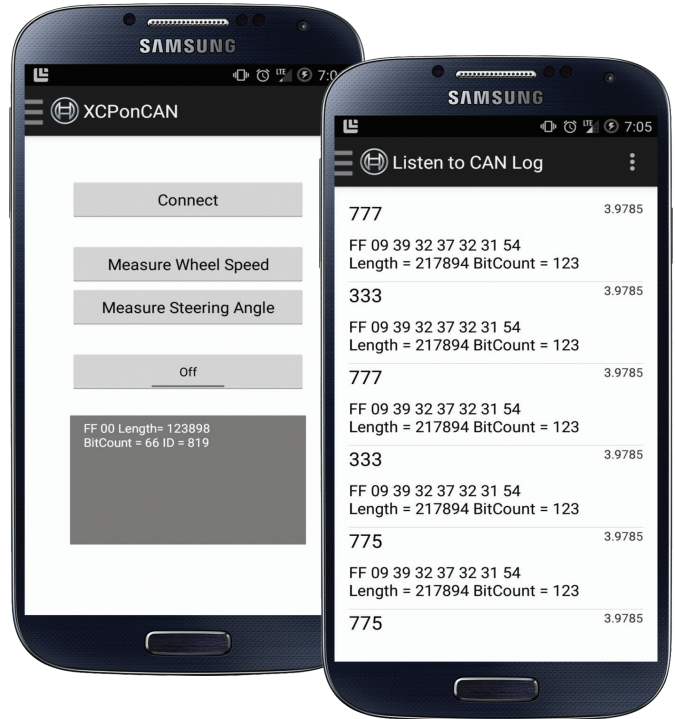 SAMSUNG
LTE 7:0
XCPonCAN
Connect
Measure Wheel Speed
Measure Steering Angle
Off
FF 00 Length= 123898
BitCount = 66 ID = 819
SAMSUNG
LTE 7:05
Listen to CAN Log
777 3.9785
FF 09 39 32 37 32 31 54
Length = 217894 BitCount = 123
333 3.9785
FF 09 39 32 37 32 31 54
Length = 217894 BitCount = 123
777 3.9785
FF 09 39 32 37 32 31 54
Length = 217894 BitCount = 123
333 3.9785
FF 09 39 32 37 32 31 54
Length = 217894 BitCount = 123
775 3.9785
FF 09 39 32 37 32 31 54
Length = 217894 BitCount = 123
775 3.9785